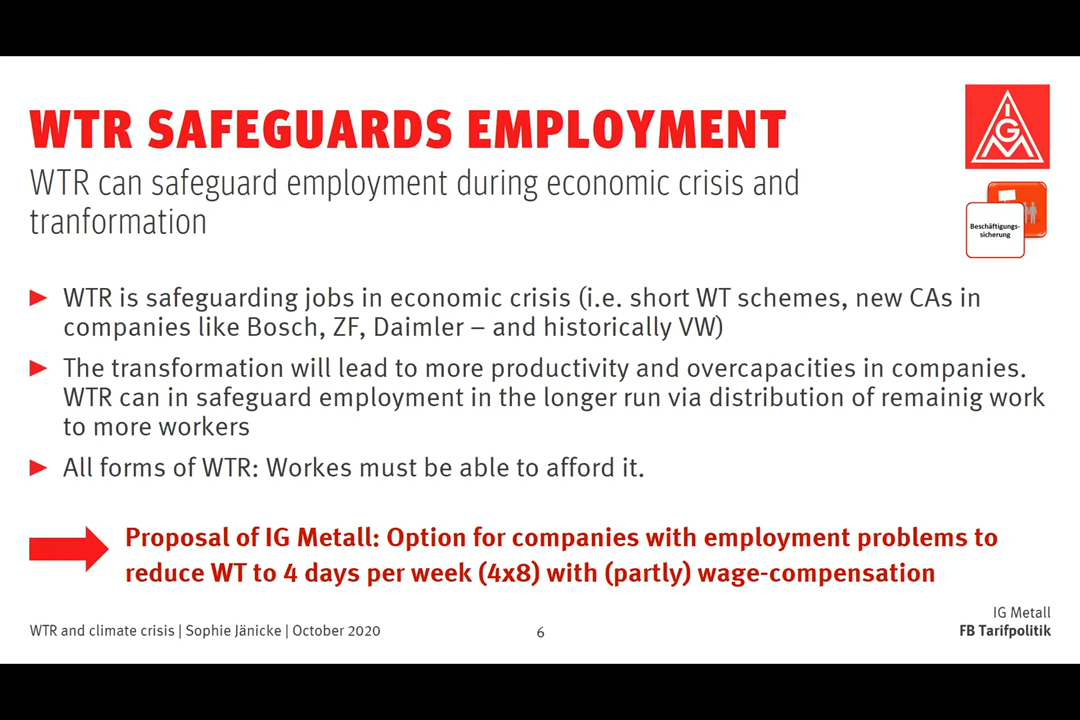 WTR SAFEGUARDS EMPLOYMENT
WTR can safeguard employment during economic crisis and
tranformation
IGM
Beschäftigungs-
sicherung
► WTR is safeguarding jobs in economic crisis (i.e. short WT schemes, new CAs in
companies like Bosch, ZF, Daimler – and historically VW)
► The transformation will lead to more productivity and overcapacities in companies.
WTR can in safeguard employment in the longer run via distribution of remainig work
to more workers
► All forms of WTR: Workes must be able to afford it.
Proposal of IG Metall: Option for companies with employment problems to
reduce WT to 4 days per week (4x8) with (partly) wage-compensation
WTR and climate crisis | Sophie Jänicke | October 2020
6
IG Metall
FB Tarifpolitik